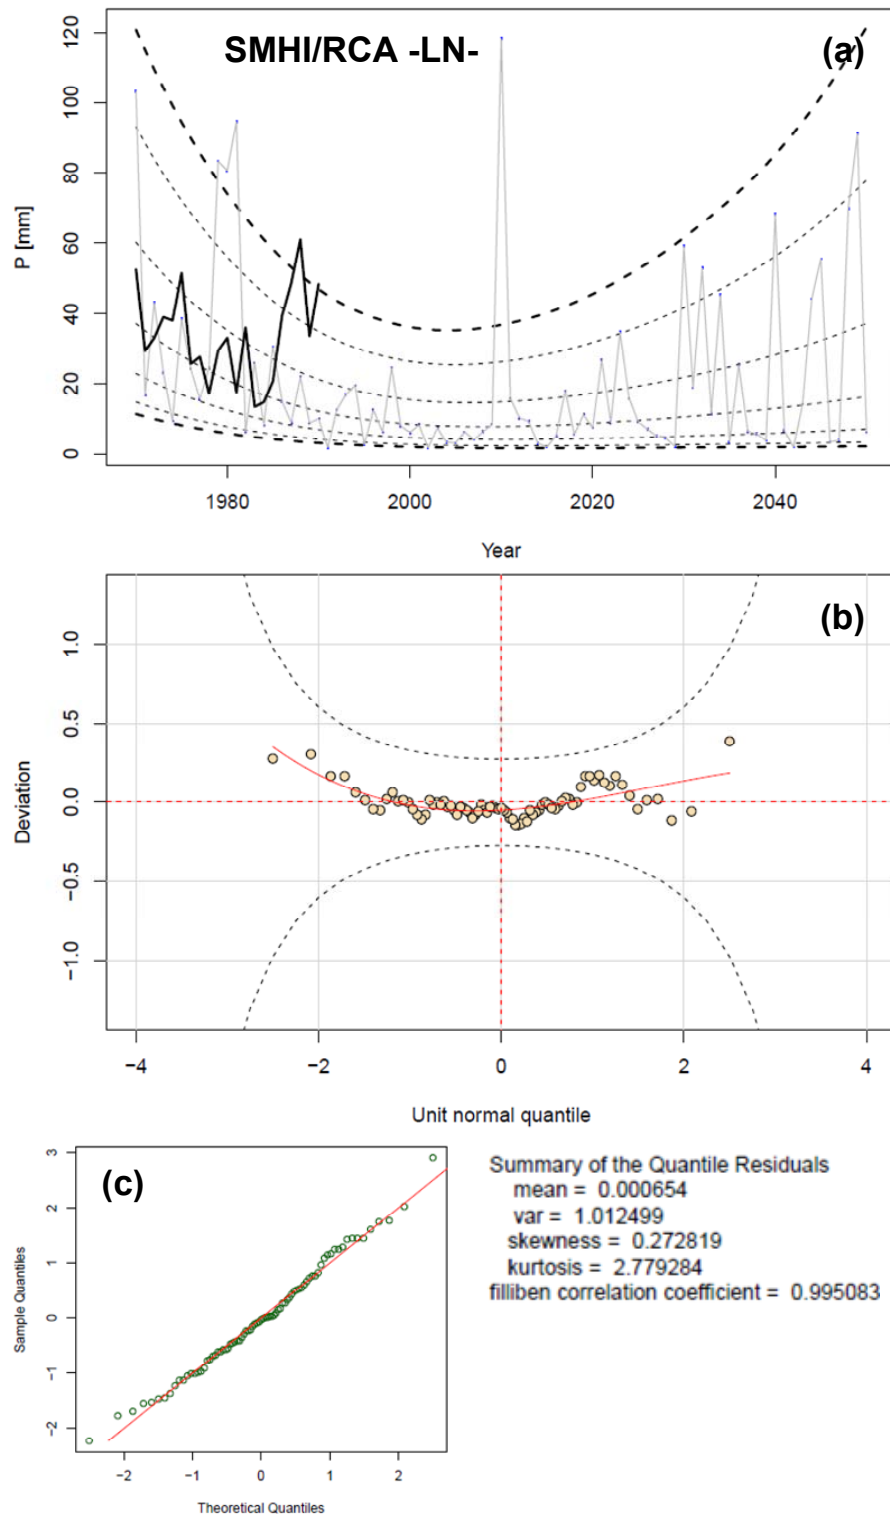 SMHI/RCA -LN-
(a)
120
100
80
60
40
20
0
P [mm]
1980 2000 2020 2040
Year
(b)
1.0
0.5
0.0
−0.5
−1.0
Deviation
−4 −2 0 2 4
Unit normal quantile
(c)
3
2
1
0
−1
−2
Sample Quantiles
−2 −1 0 1 2
Theoretical Quantiles
Summary of the Quantile Residuals
mean = 0.000654
var = 1.012499
skewness = 0.272819
kurtosis = 2.779284
filliben correlation coefficient = 0.995083